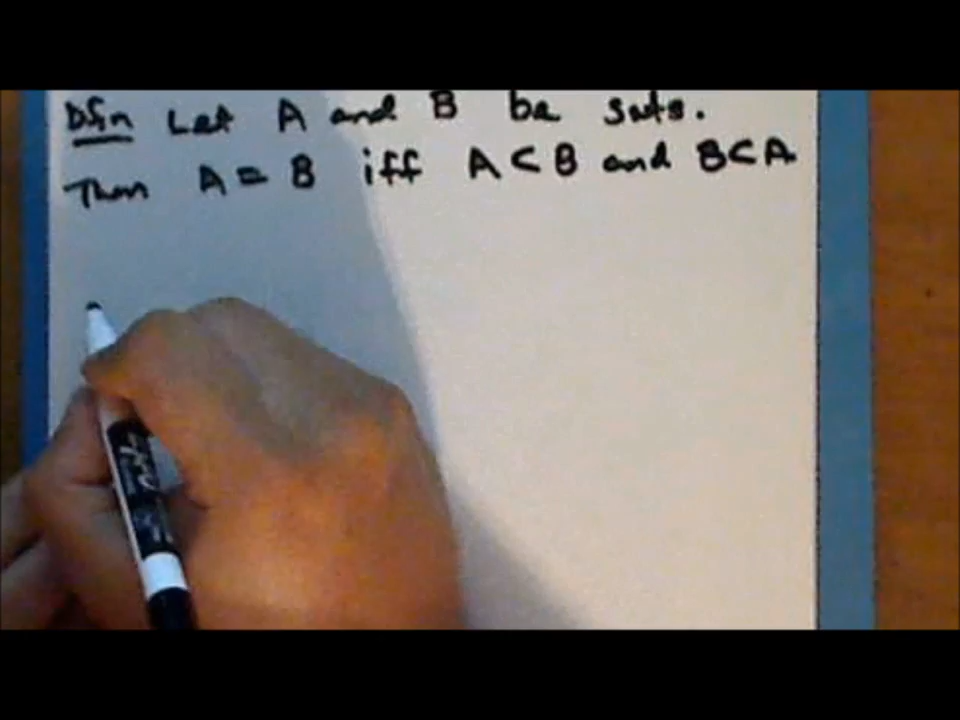 Dfn Let A and B be sets.
Then A = B iff A ⊂ B and B ⊂ A